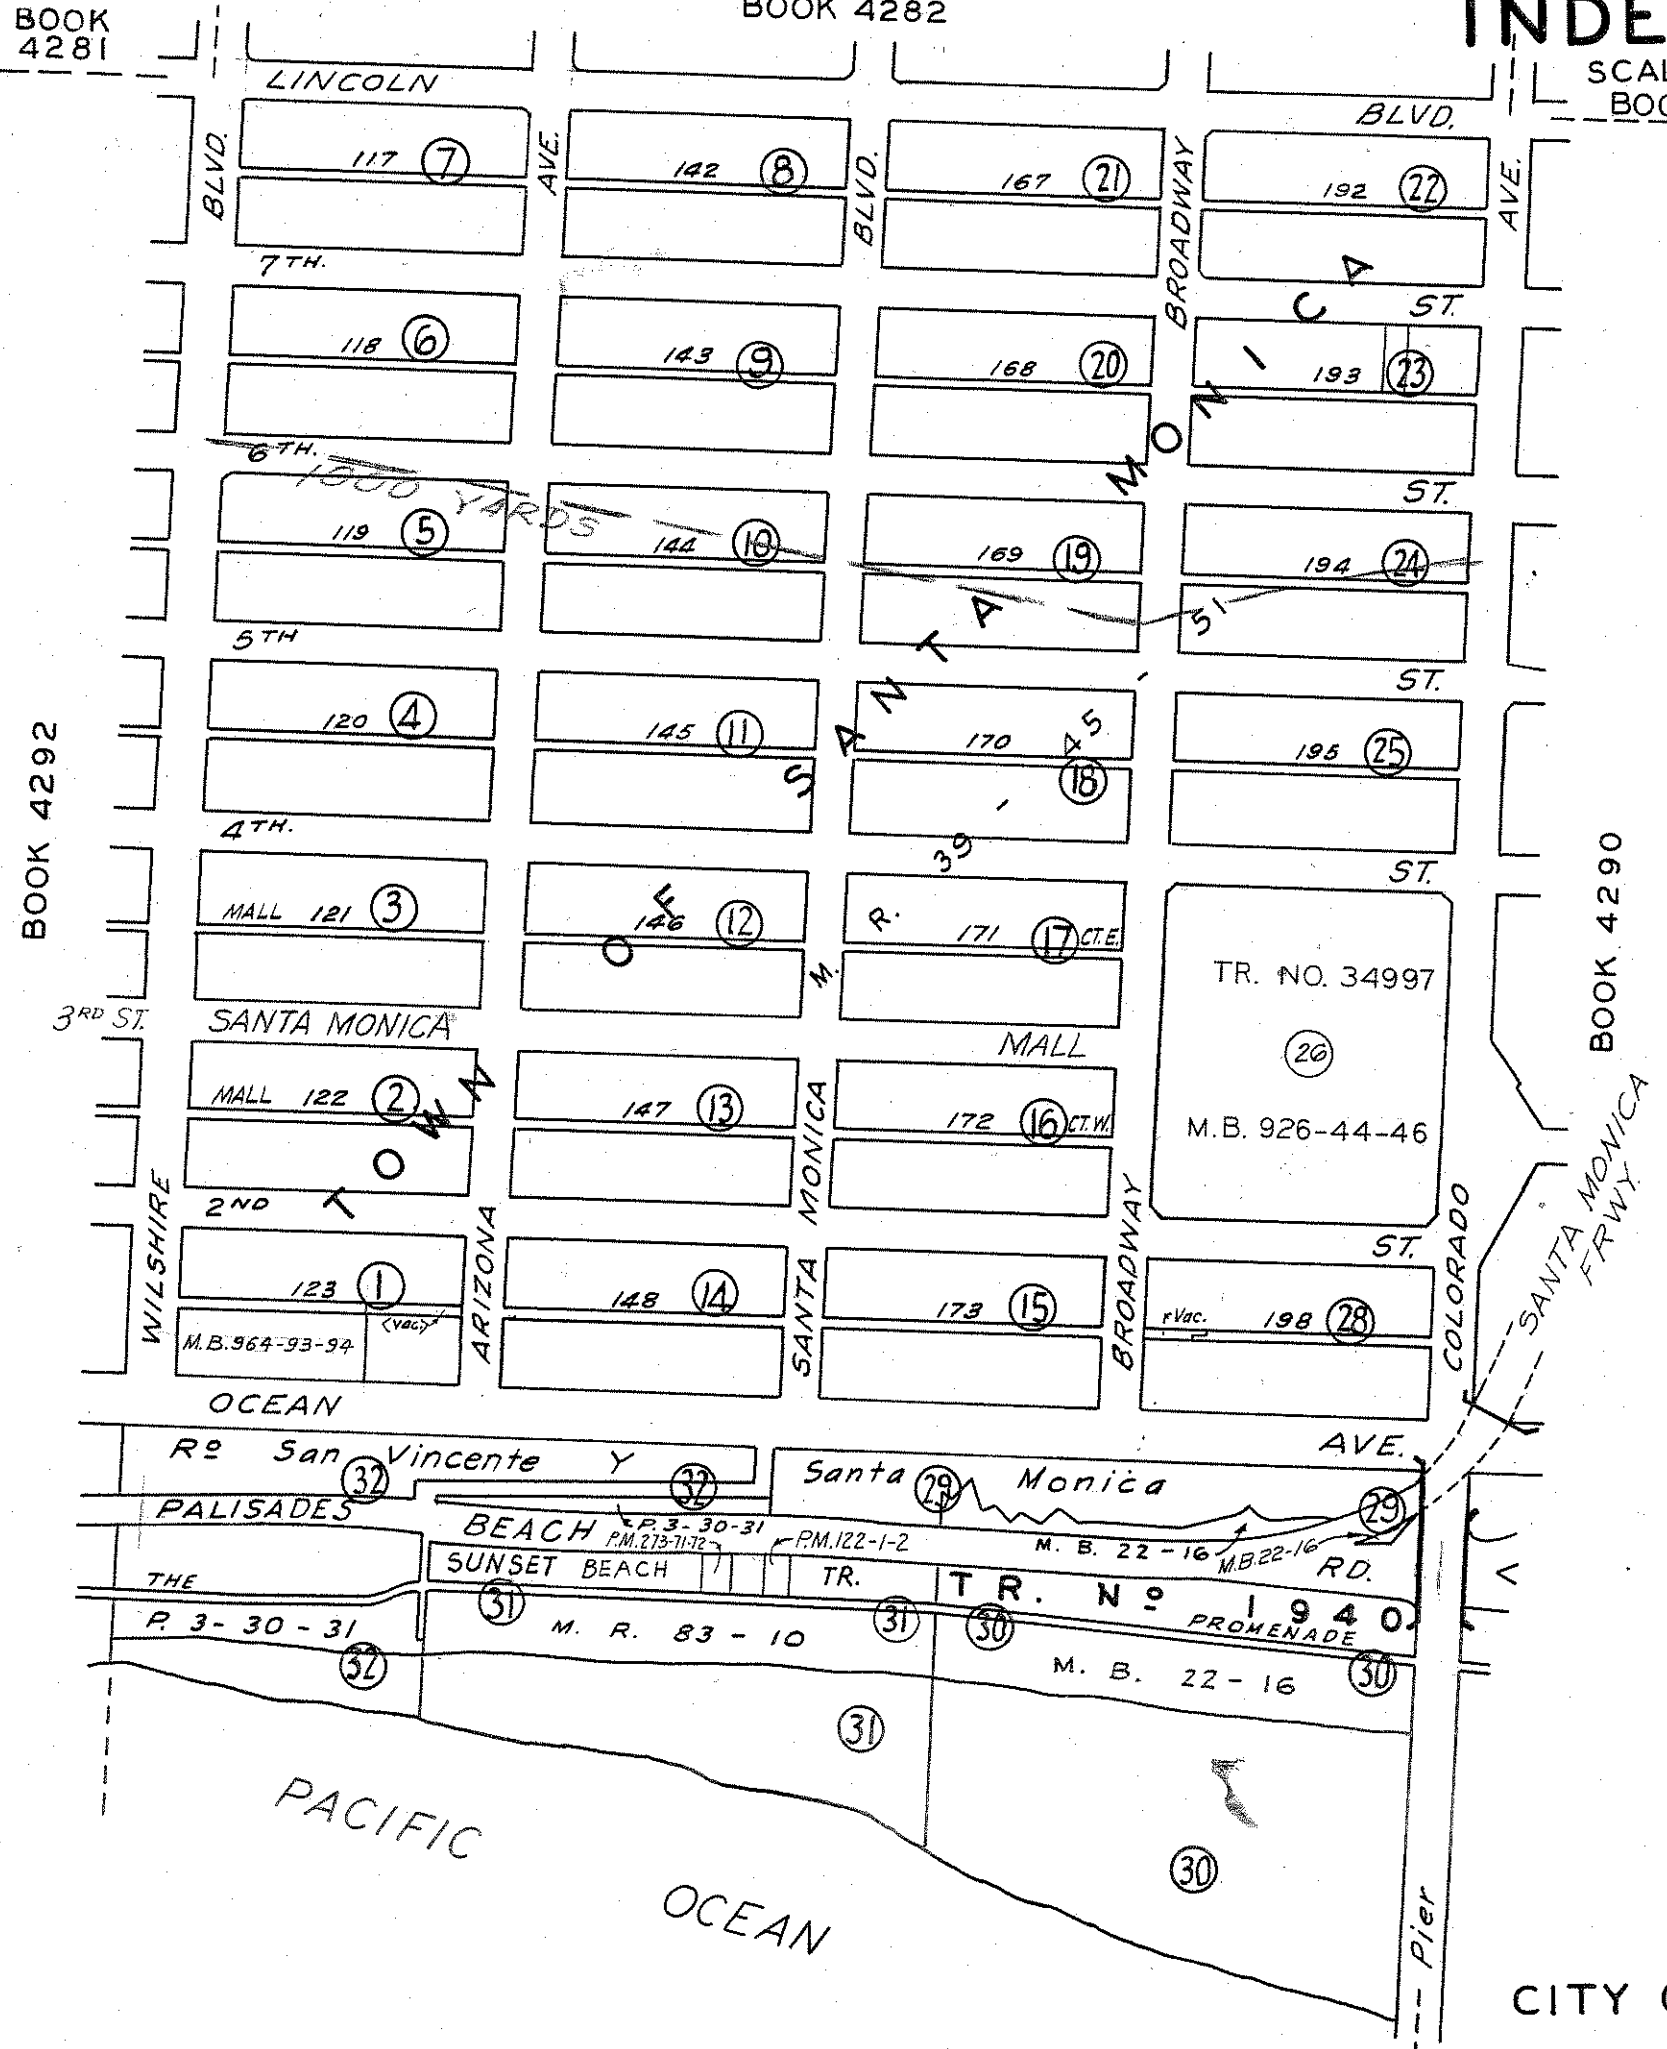 BOOK
4281
BOOK 4282
INDE
SCAL
BOO
LINCOLN BLVD.
BLVD.
AVE.
BLVD.
BROADWAY
AVE.
117 7
142 8
167 21
192 22
7TH. ST.
118 6
143 9
168 20
193 23
6TH. ST.
1000 YARDS
119 5
144 10
169 19
194 24
5TH ST.
120 4
145 11
170 18
195 25
4TH. ST.
MALL 121 3
146 12
171 17 CT. E.
TOWN OF SANTA MONICA
M. R. 39 - 45 - 51
TR. NO. 34997
26
M.B. 926-44-46
BOOK 4292
BOOK 4290
3RD ST.
SANTA MONICA MALL
MALL 122 2
147 13
172 16 CT. W.
2ND ST.
WILSHIRE
ARIZONA
SANTA MONICA
BROADWAY
COLORADO
SANTA MONICA
FRWY.
123 1
148 14
173 15
198 28
(VAC)
rVac.
M.B. 964-93-94
OCEAN AVE.
Rº San Vincente Y Santa Monica
32
32
29
29
PALISADES BEACH RD.
P. 3-30-31
P.M. 273-71-72
P.M. 122-1-2
M. B. 22-16
M.B. 22-16
SUNSET BEACH TR.
TR. Nº 1940
THE PROMENADE
P. 3-30-31
31
M. R. 83-10
31
30
M. B. 22-16
30
32
31
30
PACIFIC
OCEAN
Pier
CITY